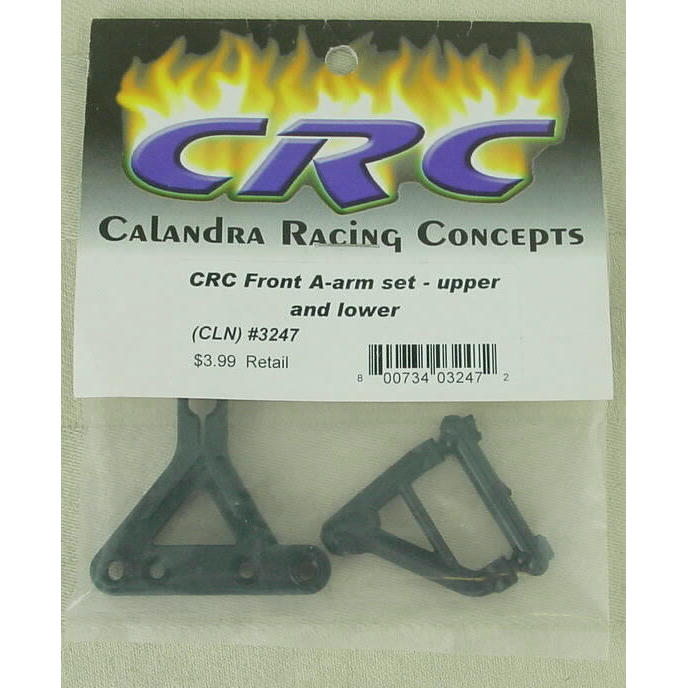 CRC
Calandra Racing Concepts
CRC Front A-arm set - upper
and lower
(CLN) #3247
$3.99 Retail
8 00734 03247 2